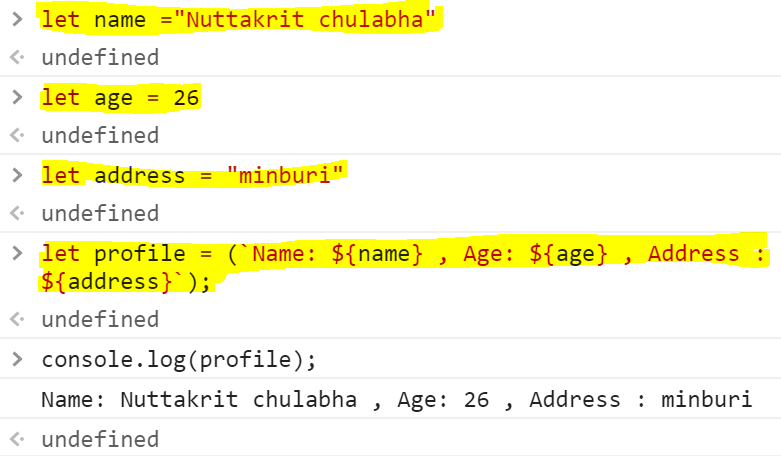 > let name ="Nuttakrit chulabha"
undefined
> let age = 26
undefined
> let address = "minburi"
undefined
> let profile = (`Name: ${name} , Age: ${age} , Address :
${address}`);
undefined
> console.log(profile);
Name: Nuttakrit chulabha , Age: 26 , Address : minburi
undefined